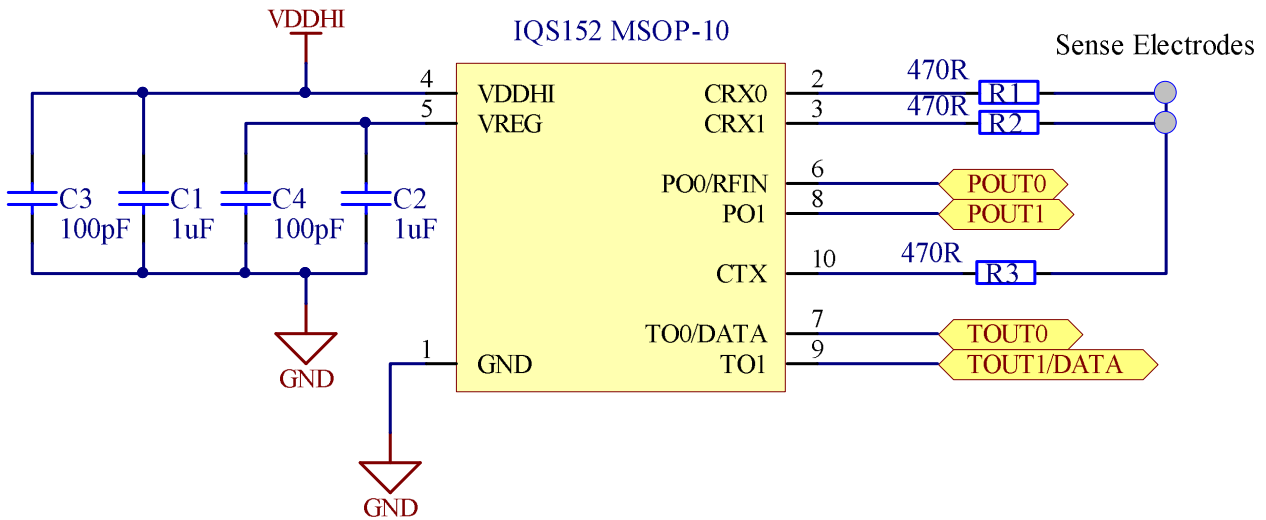 VDDHI
IQS152 MSOP-10
Sense Electrodes
4 VDDHI CRX0 2 470R R1
5 VREG CRX1 3 470R R2
PO0/RFIN 6 POUT0
C3 C1 C4 C2 PO1 8 POUT1
100pF 1uF 100pF 1uF
CTX 10 470R R3
TO0/DATA 7 TOUT0
1 GND TO1 9 TOUT1/DATA
GND
GND